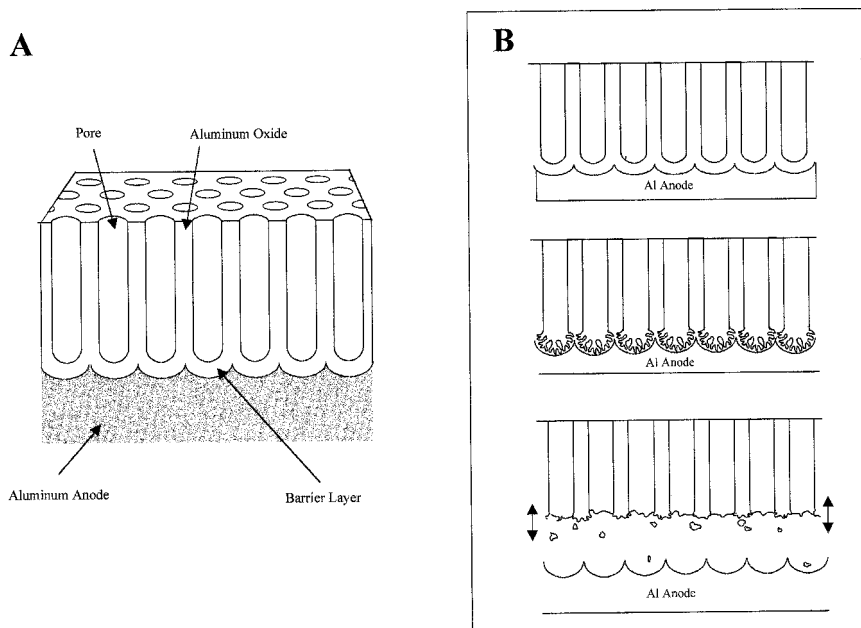 A
Pore
Aluminum Oxide
Aluminum Anode
Barrier Layer
B
Al Anode
Al Anode
Al Anode